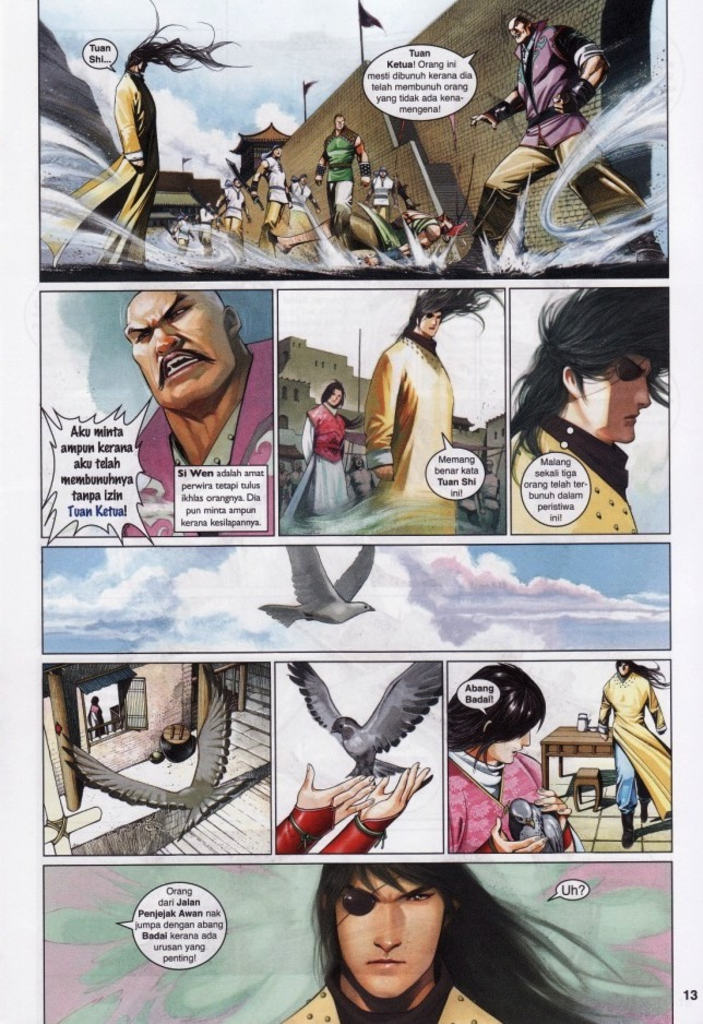 Tuan
Shi...
Tuan
Ketua! Orang ini
mesti dibunuh kerana dia
telah membunuh orang
yang tidak ada kena-
mengena!
Aku minta
ampun kerana
aku telah
membunuhnya
tanpa izin
Tuan Ketua!
Si Wen adalah amat
perwira tetapi tulus
ikhlas orangnya. Dia
pun minta ampun
kerana kesilapannya.
Memang
benar kata
Tuan Shi
ini!
Malang
sekali tiga
orang ter-
bunuh dalam
peristiwa
ini!
Abang
Badai!
Orang
dari Jalan
Penjejak Awan nak
jumpa dengan abang
Badai kerana ada
urusan yang
penting!
Uh?
13